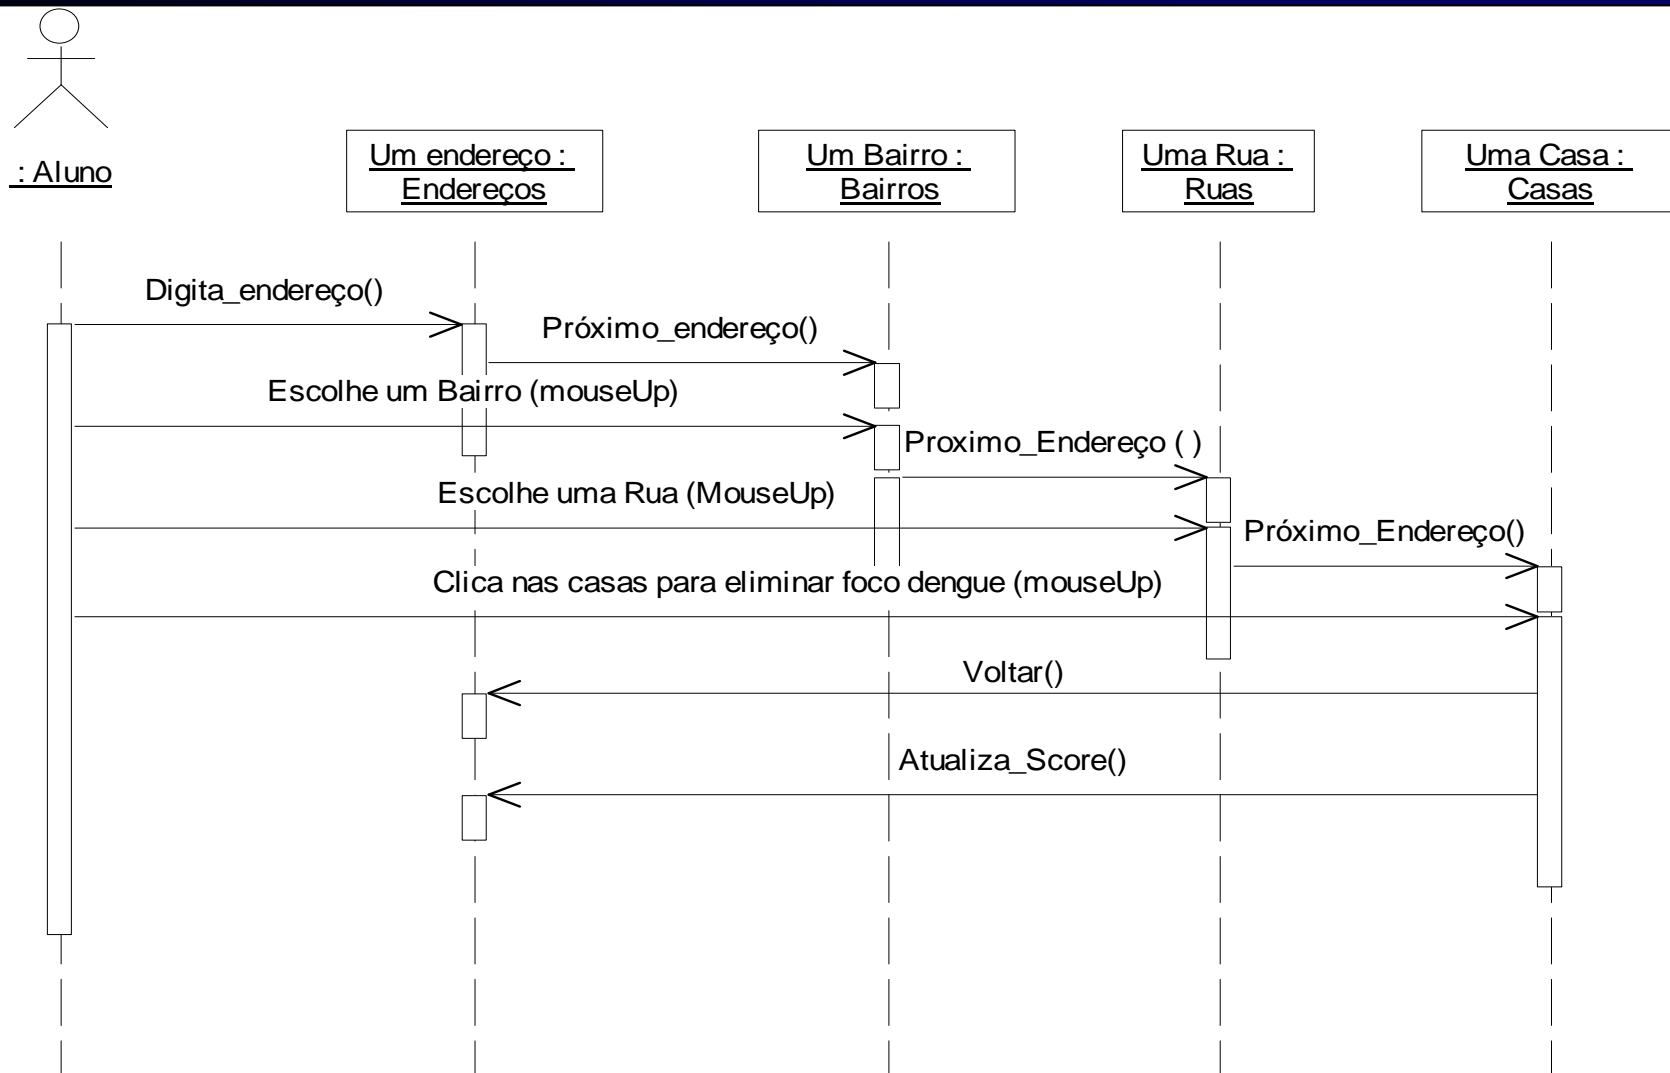 : Aluno
Um endereço :
Endereços
Um Bairro :
Bairros
Uma Rua :
Ruas
Uma Casa :
Casas
Digita_endereço()
Próximo_endereço()
Escolhe um Bairro (mouseUp)
Proximo_Endereço ( )
Escolhe uma Rua (MouseUp)
Próximo_Endereço()
Clica nas casas para eliminar foco dengue (mouseUp)
Voltar()
Atualiza_Score()